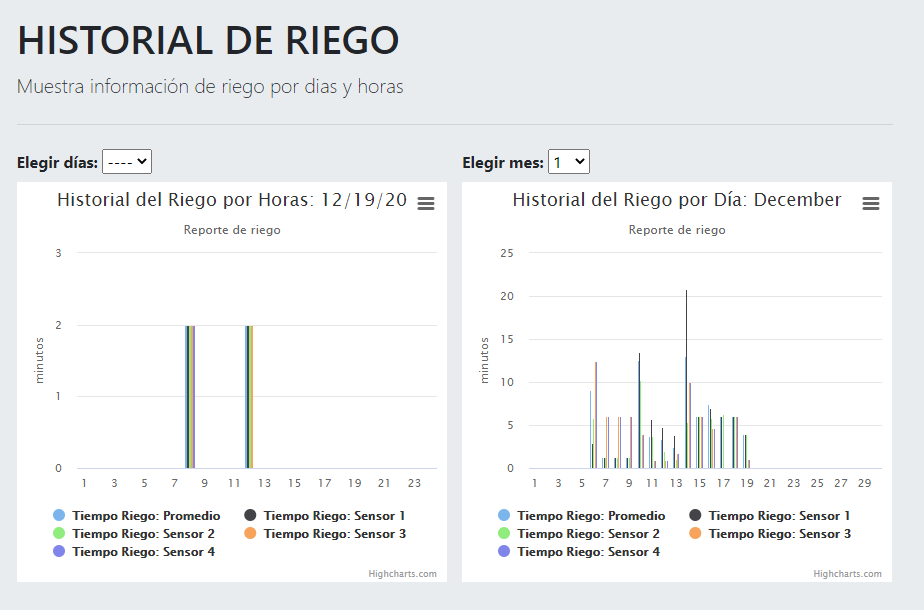 HISTORIAL DE RIEGO
Muestra información de riego por dias y horas
Elegir días: ----
Elegir mes: 1
Historial del Riego por Horas: 12/19/20
Reporte de riego
minutos
3
2
1
0
1 3 5 7 9 11 13 15 17 19 21 23
Tiempo Riego: Promedio
Tiempo Riego: Sensor 1
Tiempo Riego: Sensor 2
Tiempo Riego: Sensor 3
Tiempo Riego: Sensor 4
Highcharts.com
Historial del Riego por Día: December
Reporte de riego
minutos
25
20
15
10
5
0
1 3 5 7 9 11 13 15 17 19 21 23 25 27 29
Tiempo Riego: Promedio
Tiempo Riego: Sensor 1
Tiempo Riego: Sensor 2
Tiempo Riego: Sensor 3
Tiempo Riego: Sensor 4
Highcharts.com